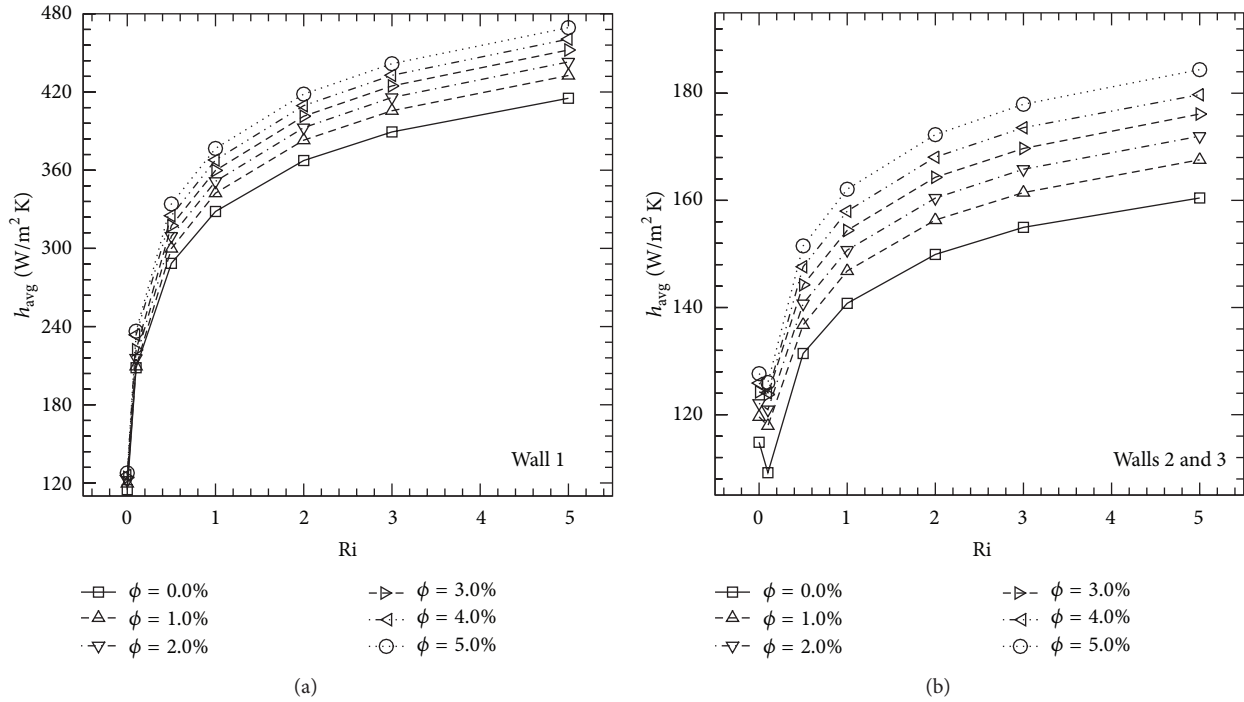 480
420
360
300
240
180
120
h_avg (W/m² K)
Wall 1
0 1 2 3 4 5
Ri
ϕ = 0.0%
ϕ = 1.0%
ϕ = 2.0%
ϕ = 3.0%
ϕ = 4.0%
ϕ = 5.0%
(a)
180
160
140
120
h_avg (W/m² K)
Walls 2 and 3
0 1 2 3 4 5
Ri
ϕ = 0.0%
ϕ = 1.0%
ϕ = 2.0%
ϕ = 3.0%
ϕ = 4.0%
ϕ = 5.0%
(b)